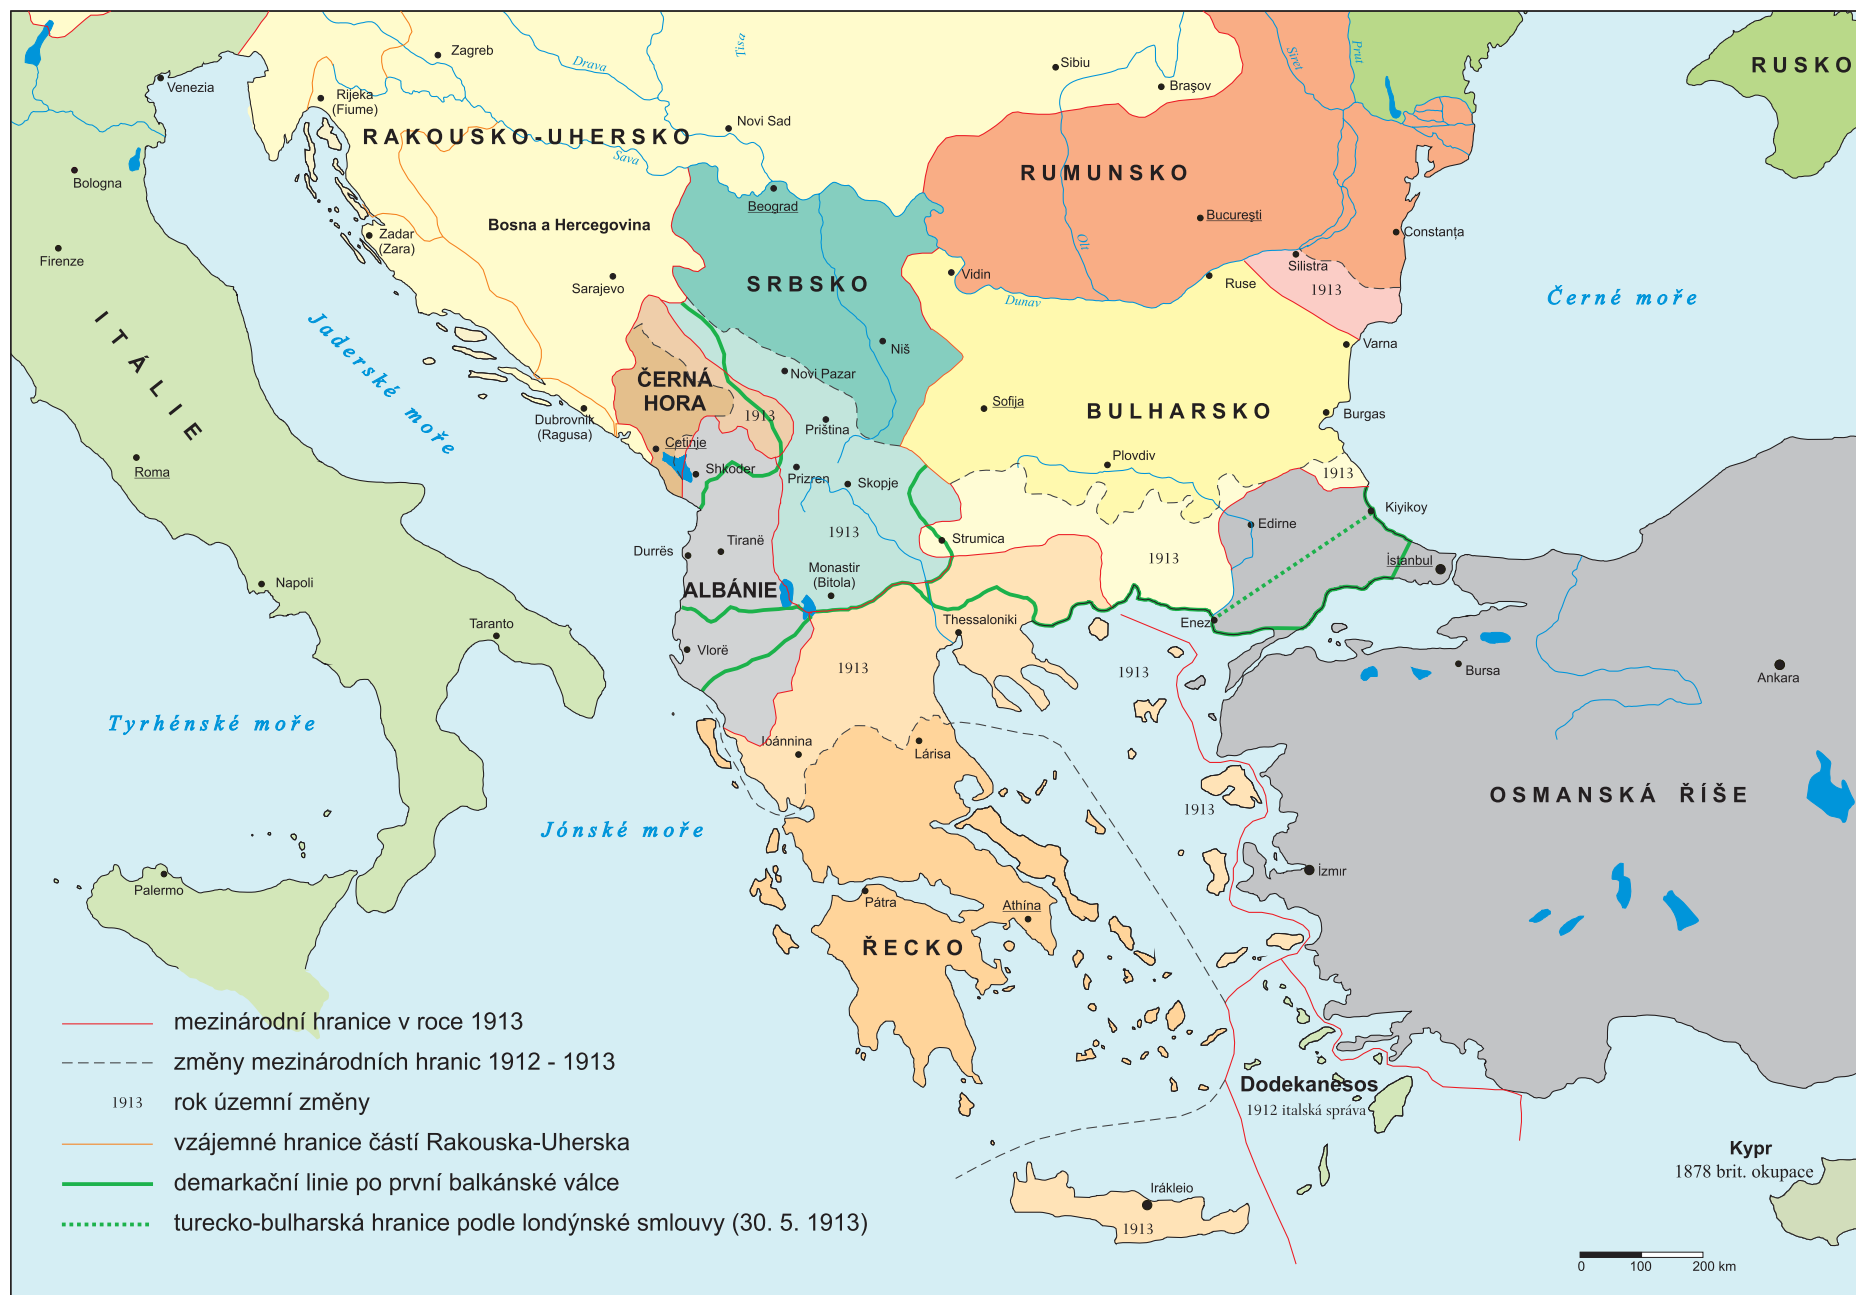 Zagreb
Drava
Tisa
Sibiu
Siret
Prut
RUSKO
Venezia
Rijeka
(Fiume)
Braşov
Novi Sad
RAKOUSKO-UHERSKO
Sava
RUMUNSKO
Bologna
Beograd
Bucureşti
Bosna a Hercegovina
Zadar
(Zara)
Olt
Constanţa
Firenze
Silistra
Vidin
Sarajevo
SRBSKO
Ruse
1913
Dunav
Černé moře
ITÁLIE
Jaderské moře
Niš
Varna
Novi Pazar
ČERNÁ
HORA
1913
Sofija
BULHARSKO
Burgas
Dubrovník
(Ragusa)
Priština
Cetinje
Plovdiv
Roma
Shkoder
Prizren
Skopje
1913
Kiyikoy
Edirne
1913
Strumica
Durrës
Tiranë
1913
İstanbul
Monastir
(Bitola)
Napoli
ALBÁNIE
Taranto
Thessaloniki
Enez
Vlorë
1913
1913
Bursa
Ankara
Tyrhénské moře
Ioánnina
Lárisa
OSMANSKÁ ŘÍŠE
1913
Jónské moře
İzmır
Palermo
Pátra
Athína
ŘECKO
mezinárodní hranice v roce 1913
změny mezinárodních hranic 1912 - 1913
Dodekanesos
1913 rok územní změny
1912 italská správa
vzájemné hranice částí Rakouska-Uherska
Kypr
1878 brit. okupace
demarkační linie po první balkánské válce
Irákleio
turecko-bulharská hranice podle londýnské smlouvy (30. 5. 1913)
1913
0 100 200 km